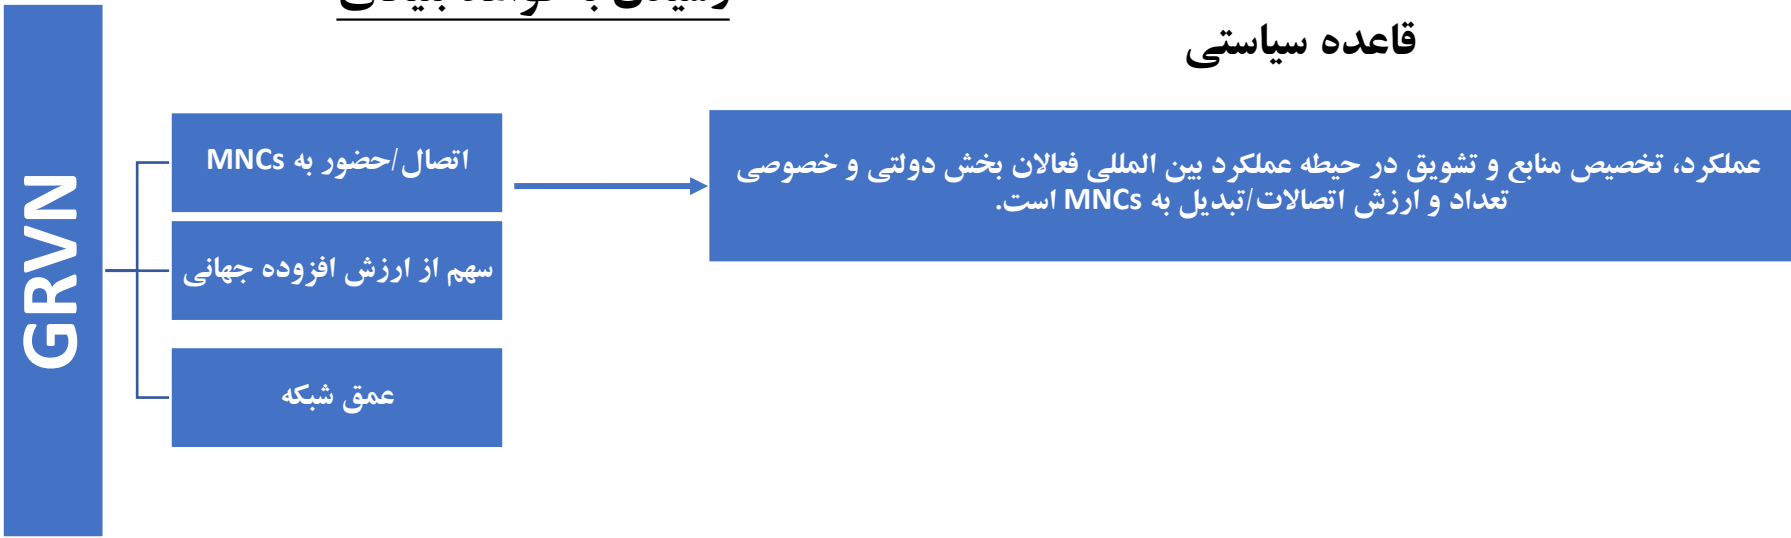 قاعده سیاستی
GRVN
اتصال/حضور به MNCs
سهم از ارزش افزوده جهانی
عمق شبکه
عملکرد، تخصیص منابع و تشویق در حیطه عملکرد بین المللی فعالان بخش دولتی و خصوصی
تعداد و ارزش اتصالات/تبدیل به MNCs است.